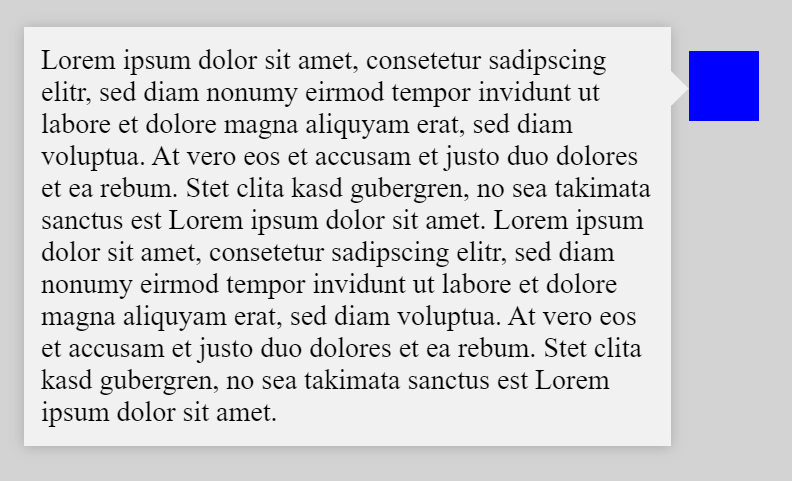 Lorem ipsum dolor sit amet, consetetur sadipscing
elitr, sed diam nonumy eirmod tempor invidunt ut
labore et dolore magna aliquyam erat, sed diam
voluptua. At vero eos et accusam et justo duo dolores
et ea rebum. Stet clita kasd gubergren, no sea takimata
sanctus est Lorem ipsum dolor sit amet. Lorem ipsum
dolor sit amet, consetetur sadipscing elitr, sed diam
nonumy eirmod tempor invidunt ut labore et dolore
magna aliquyam erat, sed diam voluptua. At vero eos
et accusam et justo duo dolores et ea rebum. Stet clita
kasd gubergren, no sea takimata sanctus est Lorem
ipsum dolor sit amet.